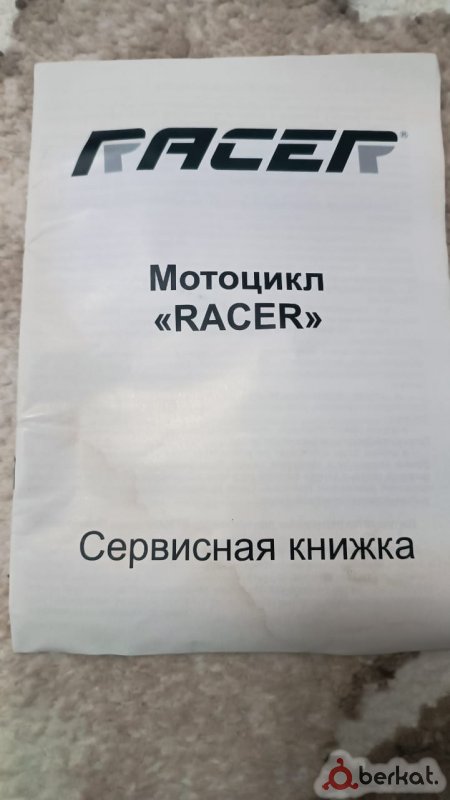 RACER®
Мотоцикл
«RACER»
Сервисная книжка
berkat.